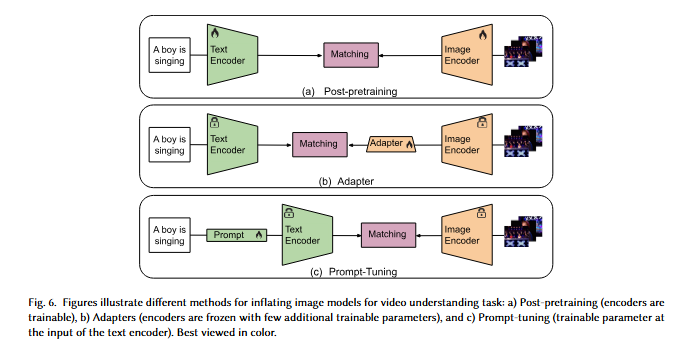 A boy is
singing
Text
Encoder
Matching
Image
Encoder
(a) Post-pretraining
A boy is
singing
Text
Encoder
Matching
Adapter
Image
Encoder
(b) Adapter
A boy is
singing
Prompt
Text
Encoder
Matching
Image
Encoder
(c) Prompt-Tuning
Fig. 6. Figures illustrate different methods for inflating image models for video understanding task: a) Post-pretraining (encoders are
trainable), b) Adapters (encoders are frozen with few additional trainable parameters), and c) Prompt-tuning (trainable parameter at
the input of the text encoder). Best viewed in color.